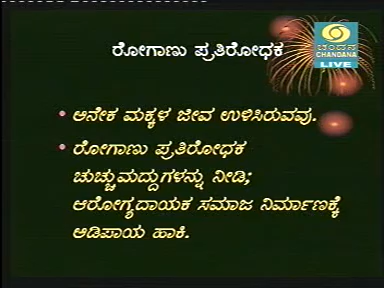 ರೋಗಾಣು ಪ್ರತಿರೋಧಕ
ಚಂದನ
CHANDANA
LIVE
• ಅನೇಕ ಮಕ್ಕಳ ಜೀವ ಉಳಿಸಿರುವವು.
• ರೋಗಾಣು ಪ್ರತಿರೋಧಕ
ಚುಚ್ಚುಮದ್ದುಗಳನ್ನು ನೀಡಿ;
ಆರೋಗ್ಯದಾಯಕ ಸಮಾಜ ನಿರ್ಮಾಣಕ್ಕೆ
ಅಡಿಪಾಯ ಹಾಕಿ.